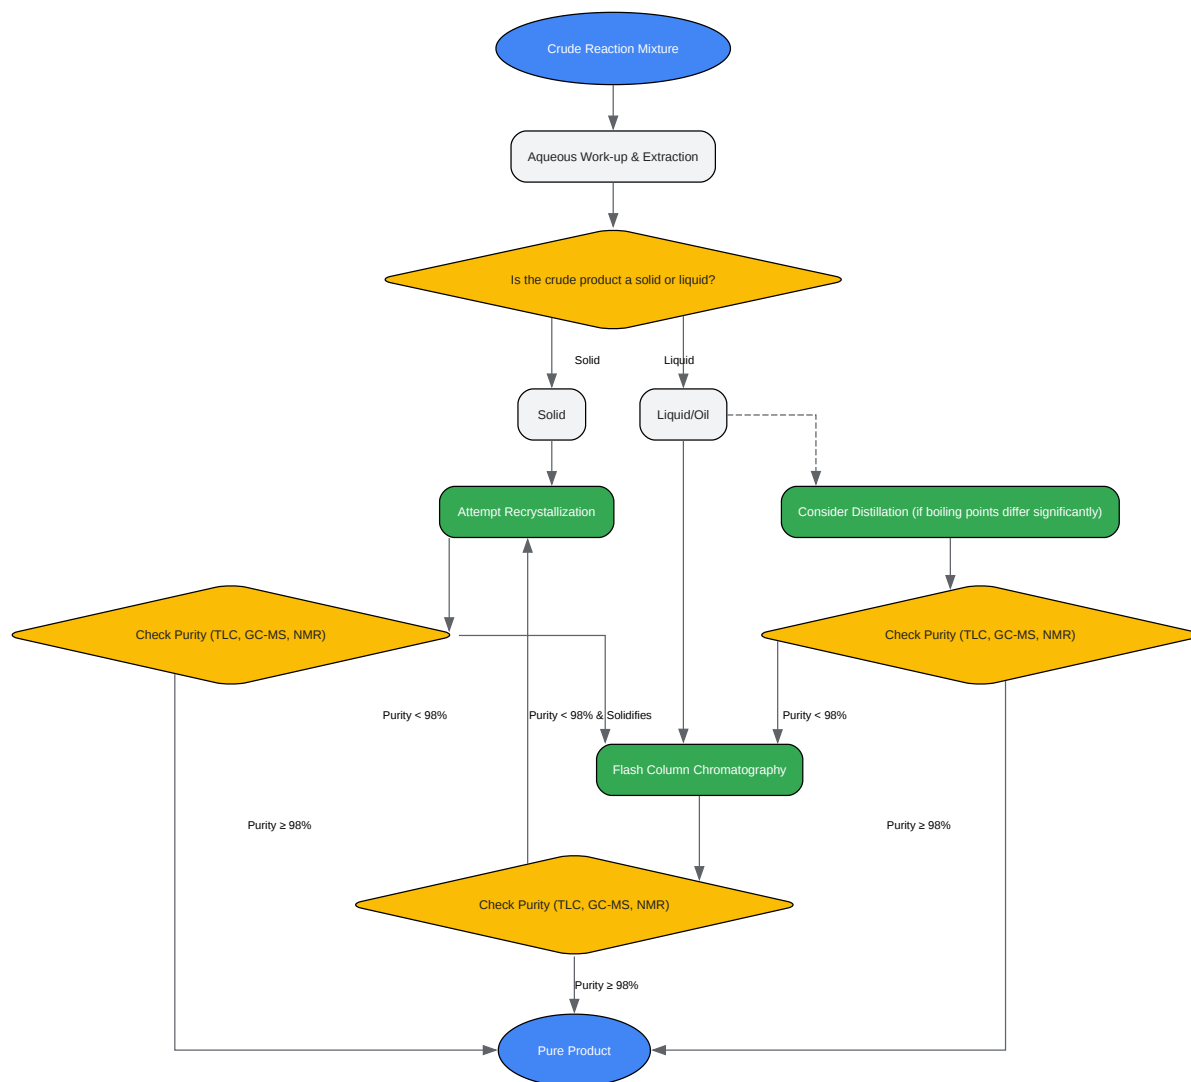 Crude Reaction Mixture
Aqueous Work-up & Extraction
Is the crude product a solid or liquid?
Solid
Liquid
Solid
Liquid/Oil
Attempt Recrystallization
Consider Distillation (if boiling points differ significantly)
Check Purity (TLC, GC-MS, NMR)
Check Purity (TLC, GC-MS, NMR)
Purity < 98%
Purity < 98% & Solidifies
Purity < 98%
Flash Column Chromatography
Purity ≥ 98%
Purity ≥ 98%
Check Purity (TLC, GC-MS, NMR)
Purity ≥ 98%
Pure Product